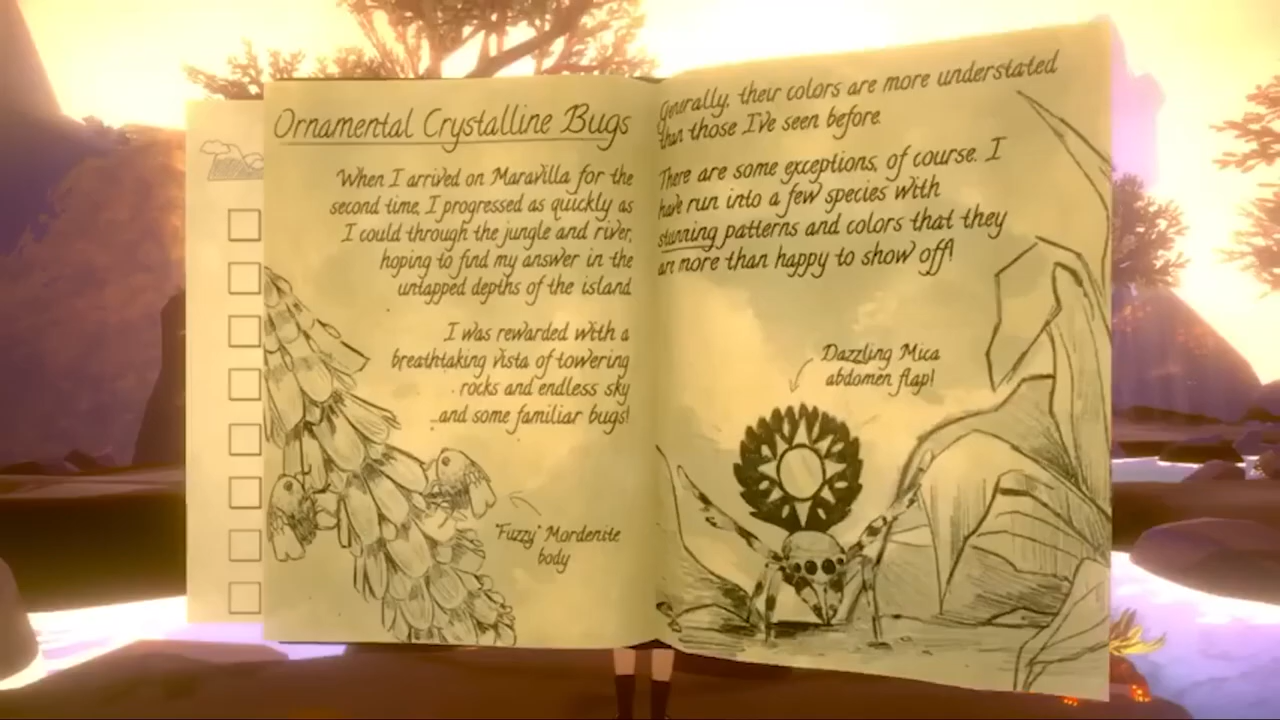 Ornamental Crystalline Bugs
When I arrived on Maravilla for the
second time, I progressed as quickly as
I could through the jungle and river,
hoping to find my answer in the
untapped depths of the island.
I was rewarded with a
breathtaking vista of towering
rocks and endless sky
...and some familiar bugs!
"Fuzzy" Mordenite
body
Generally, their colors are more understated
than those I've seen before.
There are some exceptions, of course. I
have run into a few species with
stunning patterns and colors that they
are more than happy to show off!
Dazzling Mica
abdomen flap!